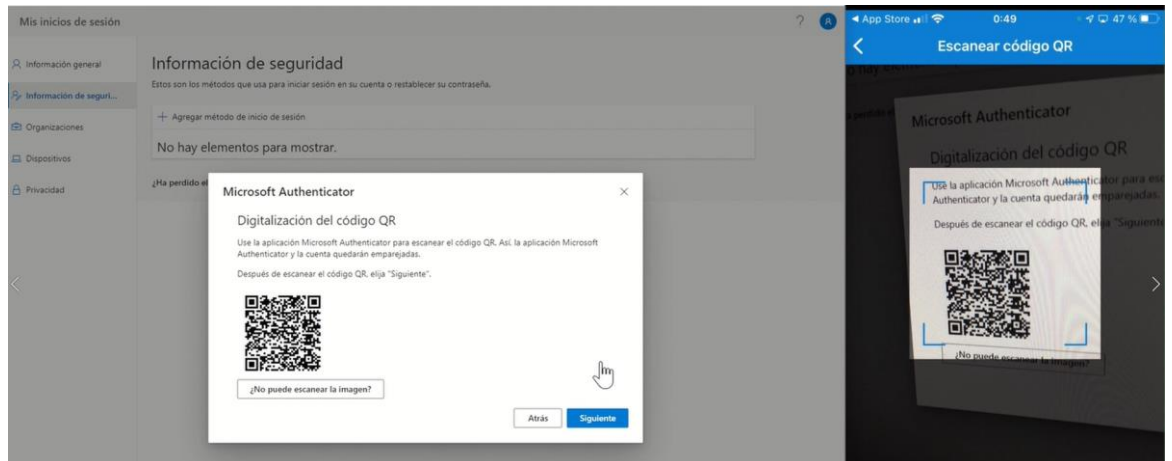 Mis inicios de sesión
?
Información general
Información de seguri...
Organizaciones
Dispositivos
Privacidad
Información de seguridad
Estos son los métodos que usa para iniciar sesión en su cuenta o restablecer su contraseña.
+ Agregar método de inicio de sesión
No hay elementos para mostrar.
¿Ha perdido el
Microsoft Authenticator
Digitalización del código QR
Use la aplicación Microsoft Authenticator para escanear el código QR. Así, la aplicación Microsoft
Authenticator y la cuenta quedarán emparejadas.
Después de escanear el código QR, elija "Siguiente".
¿No puede escanear la imagen?
Atrás
Siguiente
App Store
0:49
47 %
Escanear código QR
Microsoft Authenticator
Digitalización del código QR
Use la aplicación Microsoft Authenticator para esc
Authenticator y la cuenta quedarán emparejadas.
Después de escanear el código QR, elija "Siguiente
¿No puede escanear la imagen?